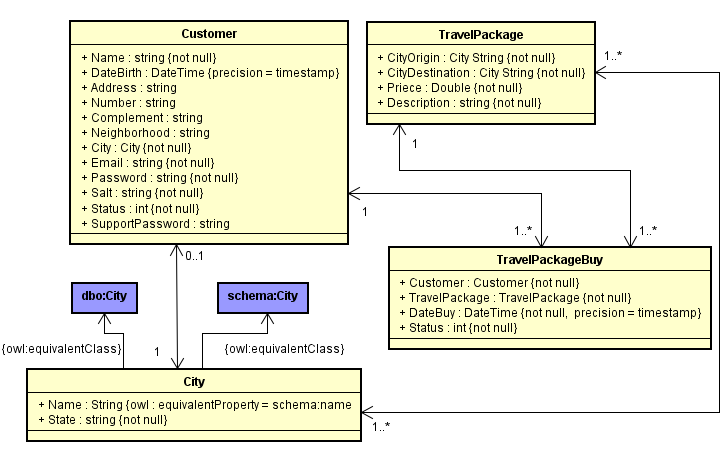 Customer
+ Name : string {not null}
+ DateBirth : DateTime {precision = timestamp}
+ Address : string
+ Number : string
+ Complement : string
+ Neighborhood : string
+ City : City {not null}
+ Email : string {not null}
+ Password : string {not null}
+ Salt : string {not null}
+ Status : int {not null}
+ SupportPassword : string
TravelPackage
+ CityOrigin : City String {not null}
+ CityDestination : City String {not null}
+ Priece : Double {not null}
+ Description : string {not null}
1..*
1
1
1..*
1..*
0..1
TravelPackageBuy
+ Customer : Customer {not null}
+ TravelPackage : TravelPackage {not null}
+ DateBuy : DateTime {not null, precision = timestamp}
+ Status : int {not null}
dbo:City
schema:City
{owl:equivalentClass}
1
{owl:equivalentClass}
City
+ Name : String {owl : equivalentProperty = schema:name
+ State : string {not null}
1..*